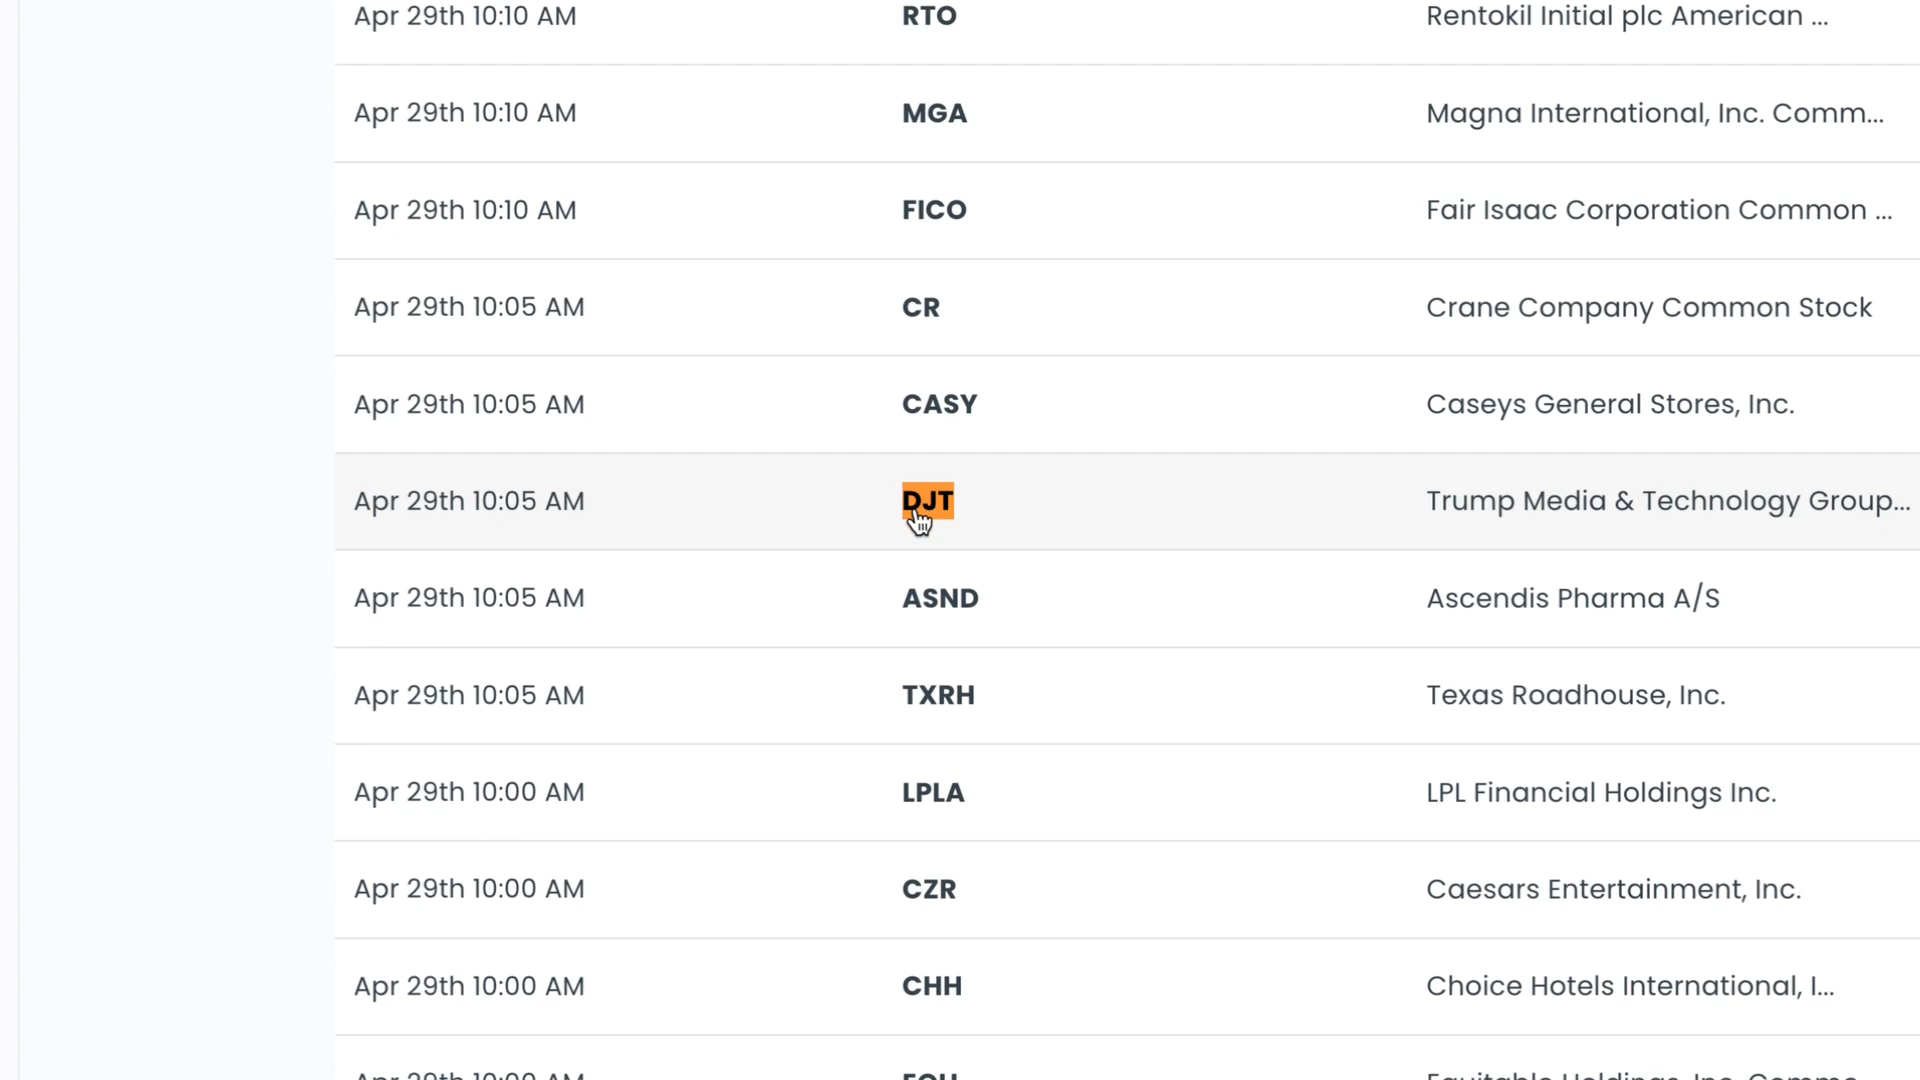 Apr 29th 10:10 AM RTO Rentokil Initial plc American ...
Apr 29th 10:10 AM MGA Magna International, Inc. Comm...
Apr 29th 10:10 AM FICO Fair Isaac Corporation Common ...
Apr 29th 10:05 AM CR Crane Company Common Stock
Apr 29th 10:05 AM CASY Caseys General Stores, Inc.
Apr 29th 10:05 AM DJT Trump Media & Technology Group...
Apr 29th 10:05 AM ASND Ascendis Pharma A/S
Apr 29th 10:05 AM TXRH Texas Roadhouse, Inc.
Apr 29th 10:00 AM LPLA LPL Financial Holdings Inc.
Apr 29th 10:00 AM CZR Caesars Entertainment, Inc.
Apr 29th 10:00 AM CHH Choice Hotels International, I...